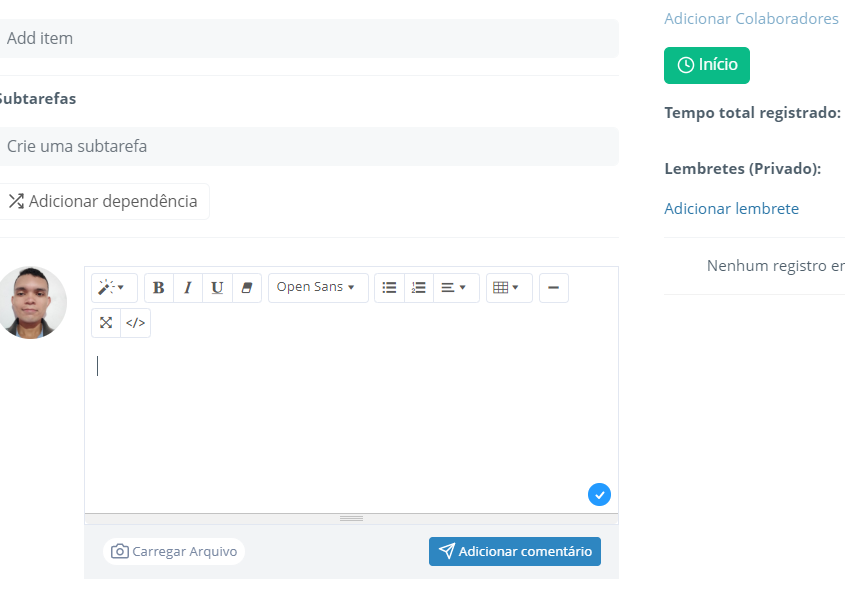 Add item
Subtarefas
Crie uma subtarefa
Adicionar dependência
B I U Open Sans
</>
Carregar Arquivo
Adicionar comentário
Adicionar Colaboradores
Início
Tempo total registrado:
Lembretes (Privado):
Adicionar lembrete
Nenhum registro